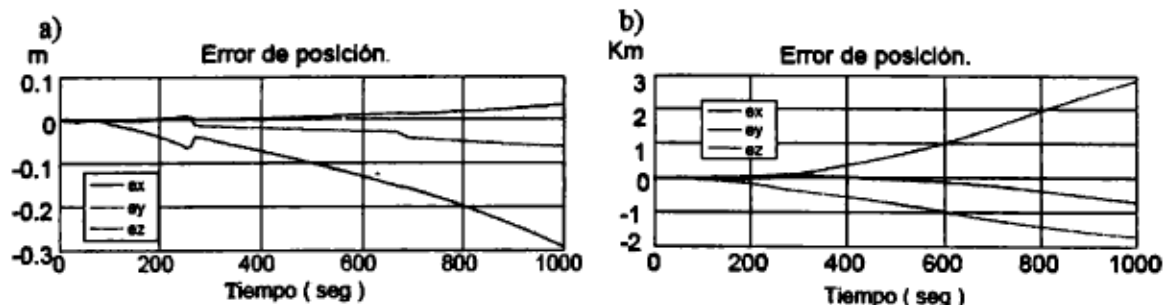 a)
m
Error de posición.
0.1
0
-0.1
-0.2
-0.3
ex
ey
ez
0 200 400 600 800 1000
Tiempo ( seg )
b)
Km
Error de posición.
3
2
1
0
-1
-2
ex
ey
ez
0 200 400 600 800 1000
Tiempo ( seg )